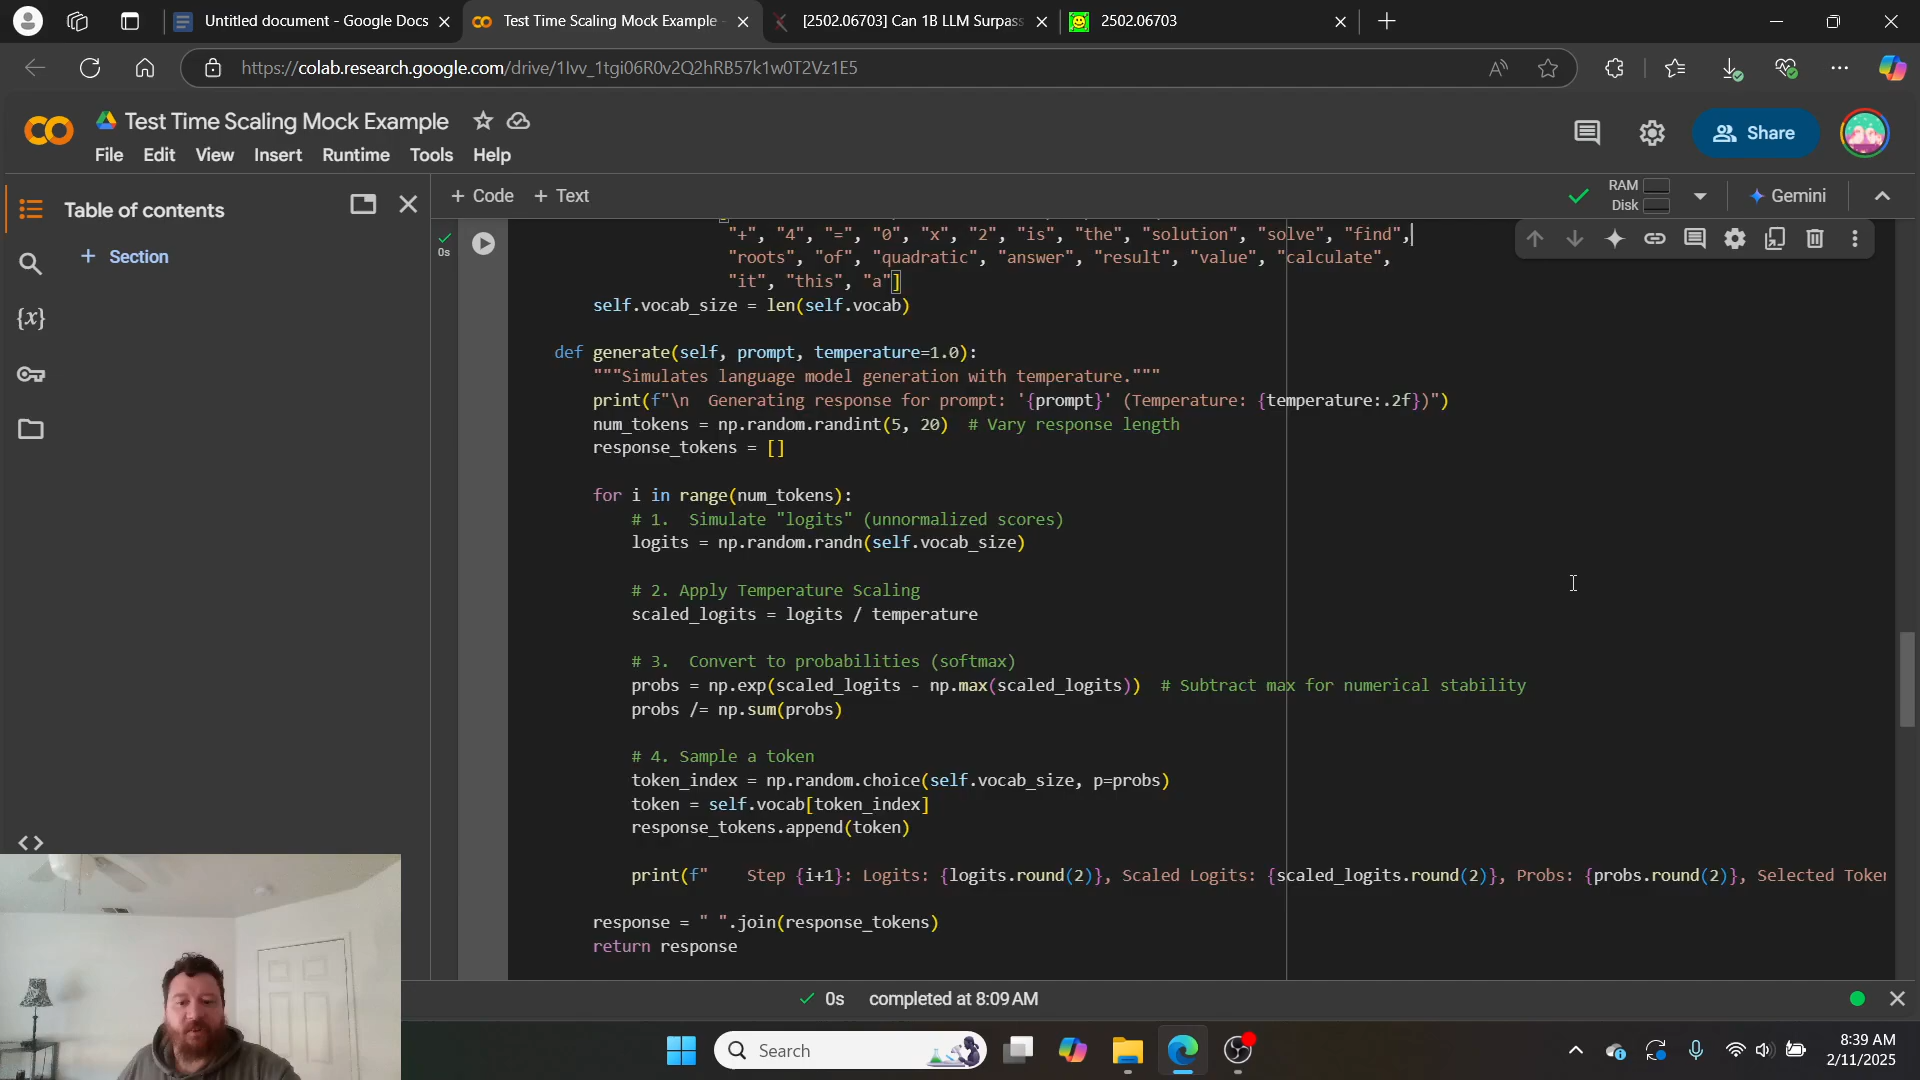 Untitled document - Google Docs
Test Time Scaling Mock Example -
[2502.06703] Can 1B LLM Surpass
2502.06703
https://colab.research.google.com/drive/1Ivv_1tgi06R0v2Q2hRB57k1w0T2Vz1E5
Test Time Scaling Mock Example
File Edit View Insert Runtime Tools Help
Share
Table of contents
+ Section
+ Code + Text
RAM
Disk
Gemini
0s
"+", "4", "=", "0", "x", "2", "is", "the", "solution", "solve", "find",
"roots", "of", "quadratic", "answer", "result", "value", "calculate",
"it", "this", "a"]
self.vocab_size = len(self.vocab)
def generate(self, prompt, temperature=1.0):
"""Simulates language model generation with temperature."""
print(f"\n  Generating response for prompt: '{prompt}' (Temperature: {temperature:.2f})")
num_tokens = np.random.randint(5, 20)  # Vary response length
response_tokens = []
for i in range(num_tokens):
# 1.  Simulate "logits" (unnormalized scores)
logits = np.random.randn(self.vocab_size)
# 2. Apply Temperature Scaling
scaled_logits = logits / temperature
# 3.  Convert to probabilities (softmax)
probs = np.exp(scaled_logits - np.max(scaled_logits))  # Subtract max for numerical stability
probs /= np.sum(probs)
# 4. Sample a token
token_index = np.random.choice(self.vocab_size, p=probs)
token = self.vocab[token_index]
response_tokens.append(token)
print(f"    Step {i+1}: Logits: {logits.round(2)}, Scaled Logits: {scaled_logits.round(2)}, Probs: {probs.round(2)}, Selected Token
response = " ".join(response_tokens)
return response
0s completed at 8:09 AM
Search
8:39 AM
2/11/2025